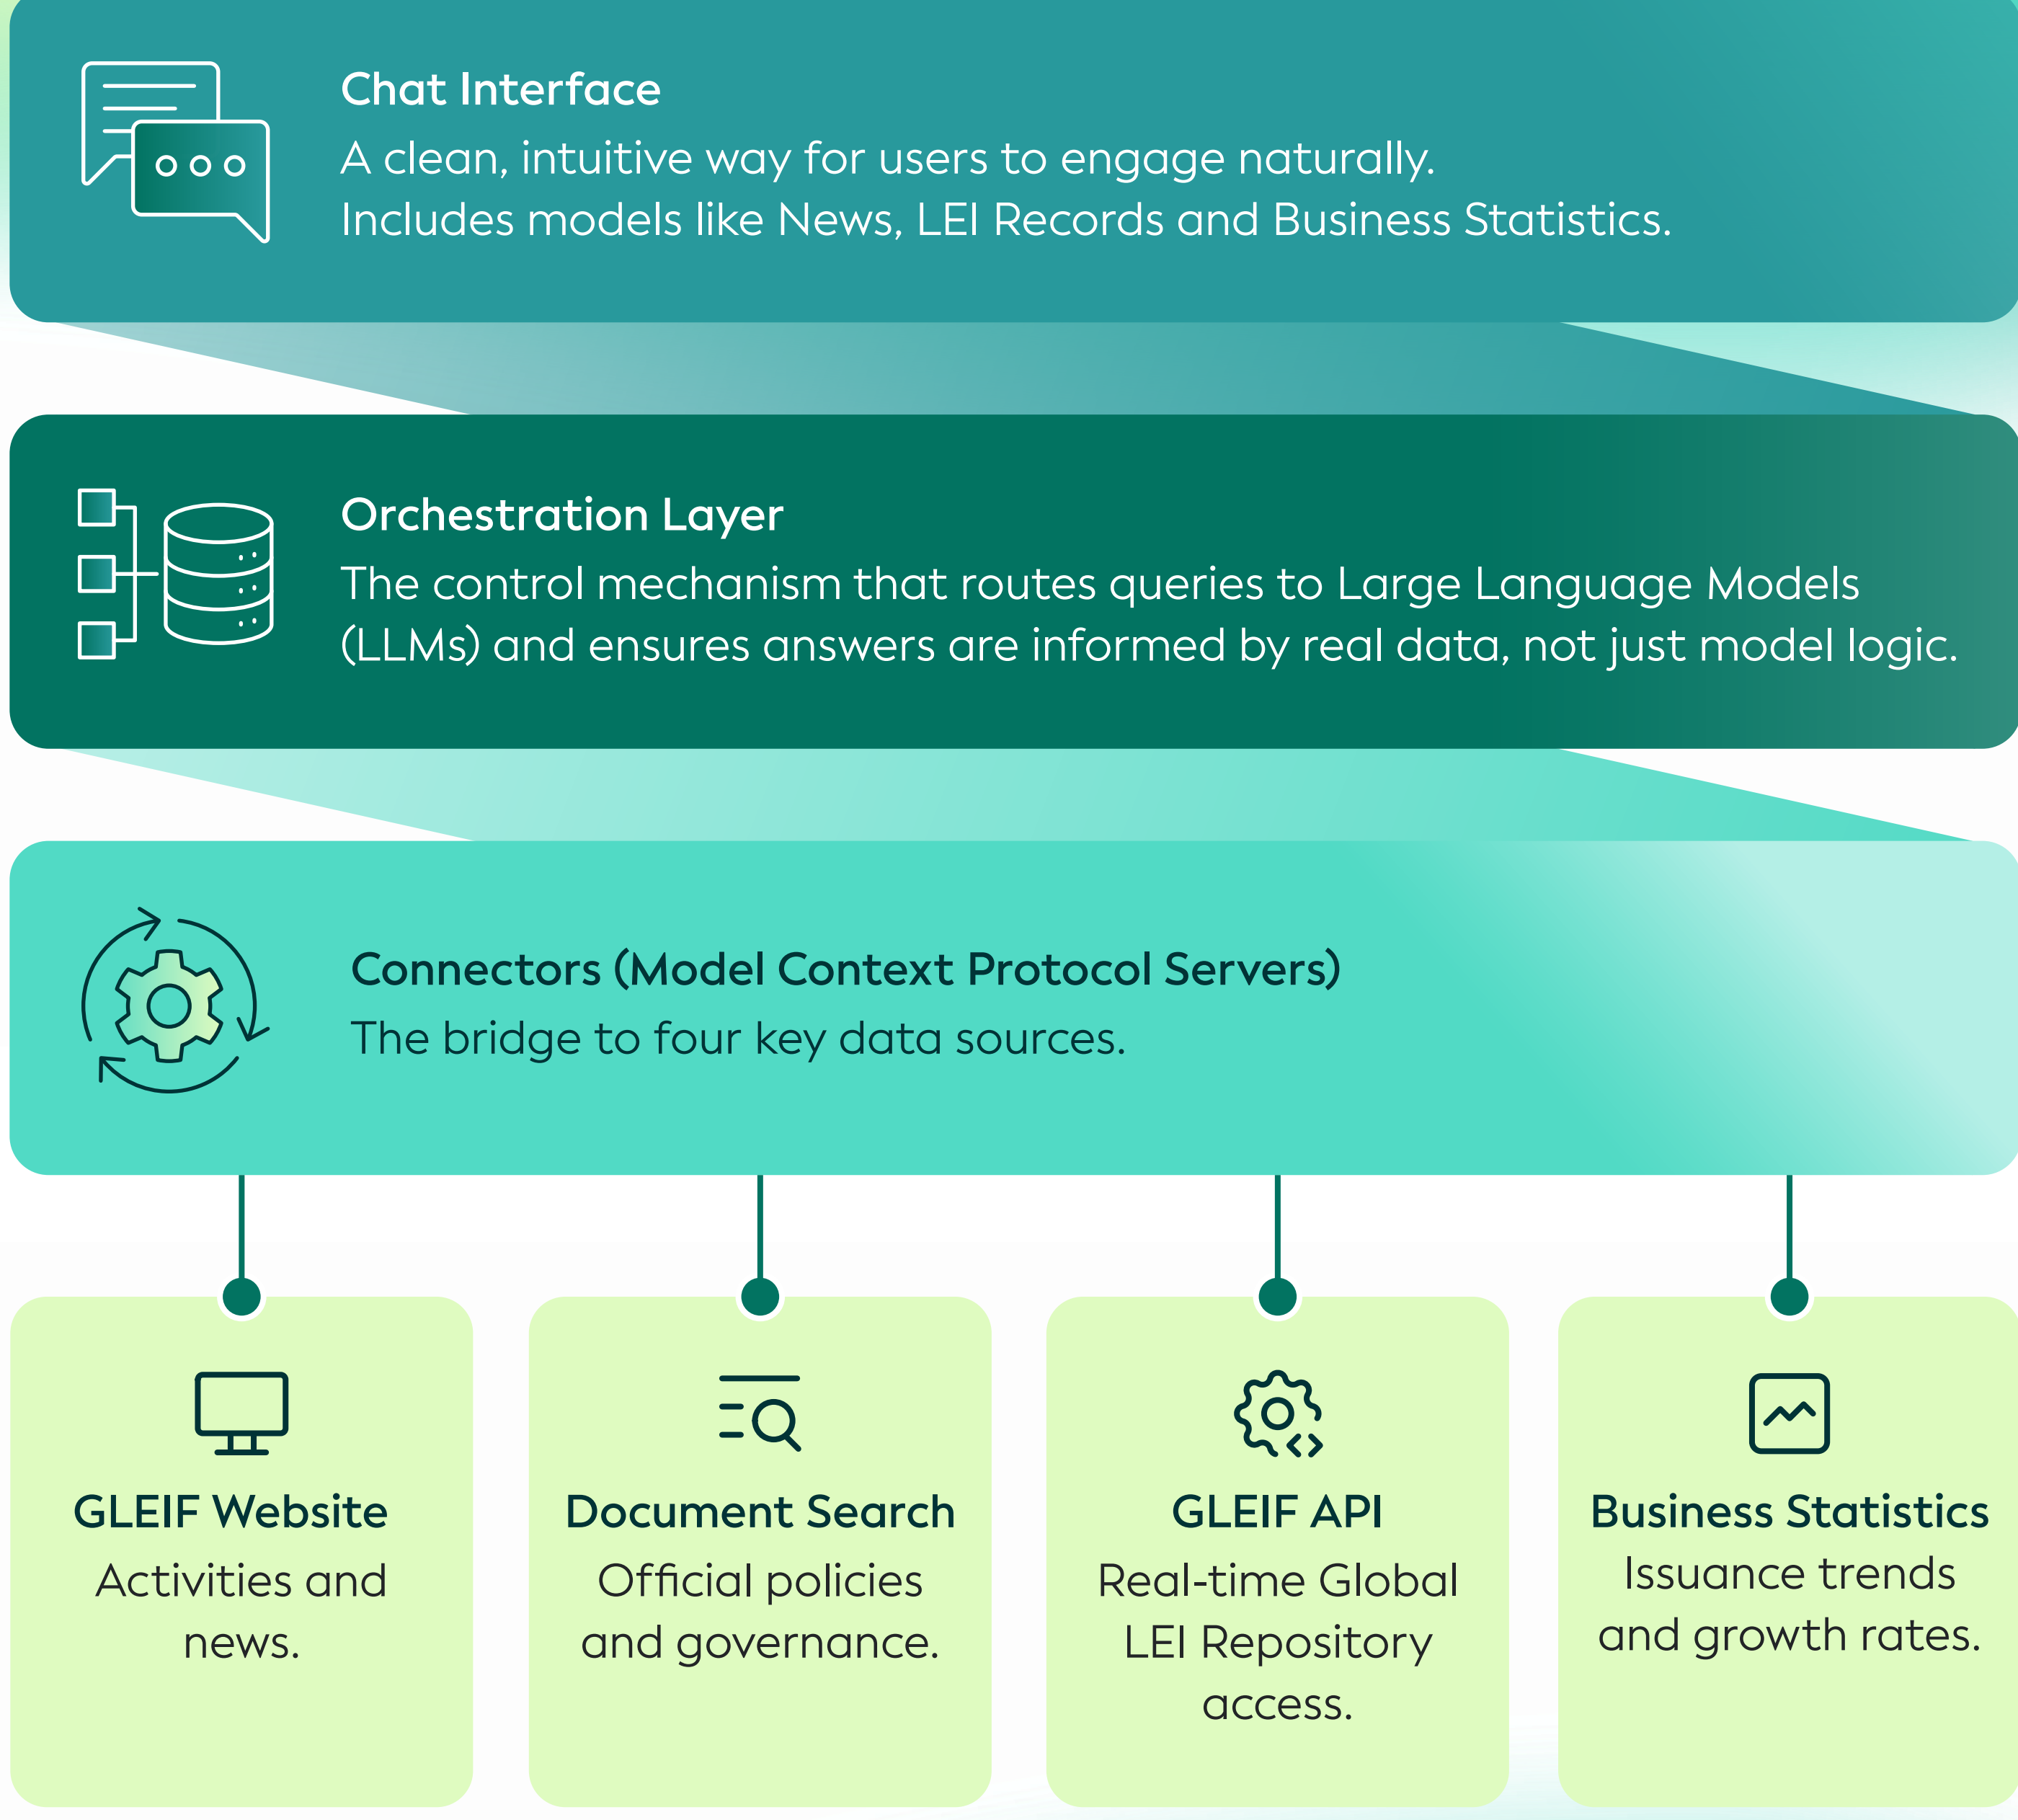 Chat Interface
A clean, intuitive way for users to engage naturally.
Includes models like News, LEI Records and Business Statistics.
Orchestration Layer
The control mechanism that routes queries to Large Language Models
(LLMs) and ensures answers are informed by real data, not just model logic.
Connectors (Model Context Protocol Servers)
The bridge to four key data sources.
GLEIF Website
Activities and
news.
Document Search
Official policies
and governance.
GLEIF API
Real-time Global
LEI Repository
access.
Business Statistics
Issuance trends
and growth rates.